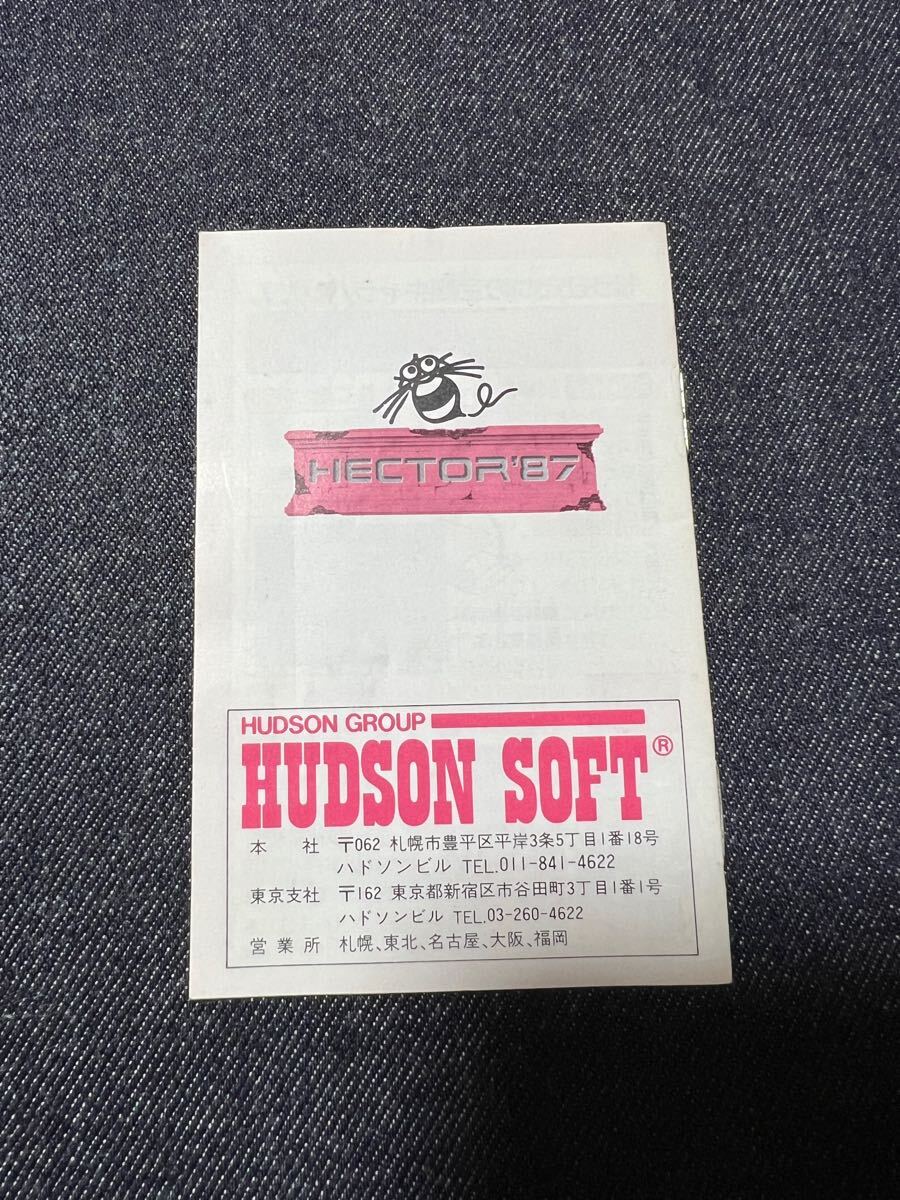 HECTOR'87
HUDSON GROUP
HUDSON SOFT®
本　社　〒062 札幌市豊平区平岸3条5丁目1番18号
ハドソンビル TEL.011-841-4622
東京支社　〒162 東京都新宿区市谷田町3丁目1番1号
ハドソンビル TEL.03-260-4622
営業所　札幌、東北、名古屋、大阪、福岡